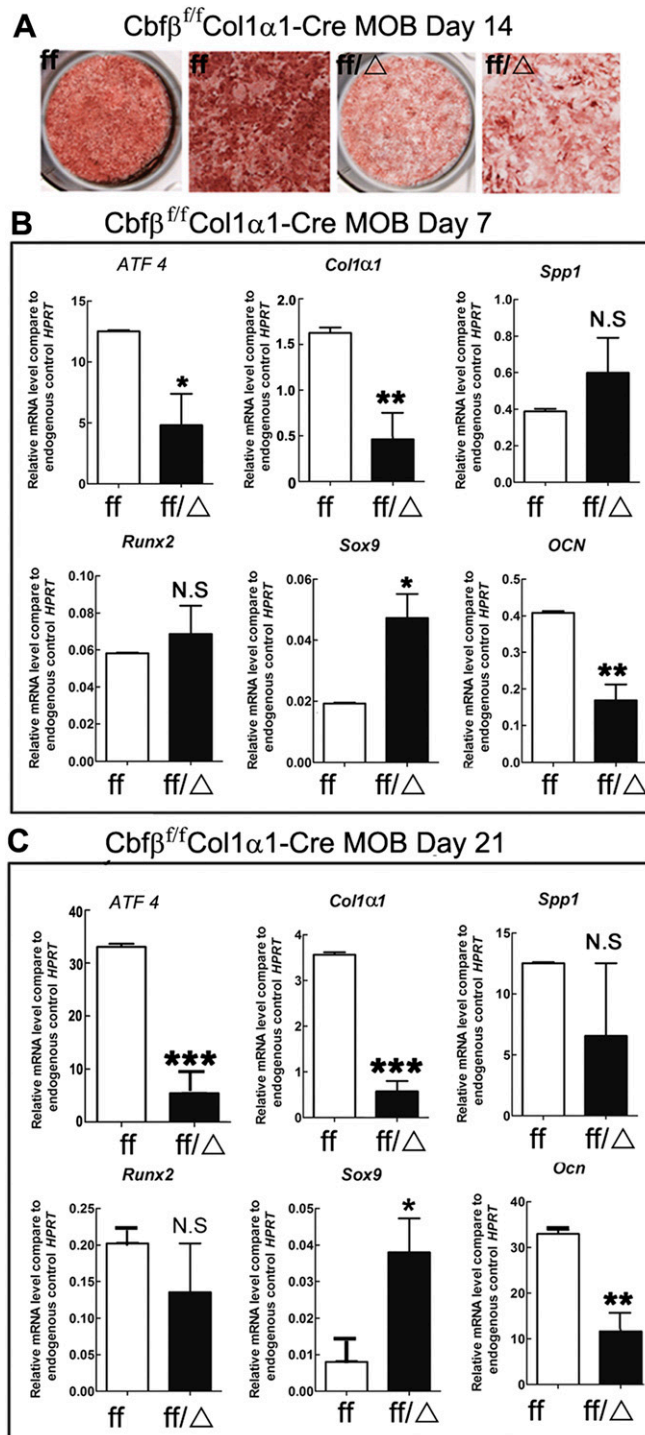 A Cbfβf/fCol1α1-Cre MOB Day 14
ff ff ff/△ ff/△
B Cbfβf/fCol1α1-Cre MOB Day 7
ATF 4
Relative mRNA level compare to
endogenous control HPRT
15
10
5
0
*
ff ff/△
Col1α1
Relative mRNA level compare to
endogenous control HPRT
2.0
1.5
1.0
0.5
0.0
**
ff ff/△
Spp1
Relative mRNA level compare to
endogenous control HPRT
1.0
0.8
0.6
0.4
0.2
0.0
N.S
ff ff/△
Runx2
Relative mRNA level compare to
endogenous control HPRT
0.10
0.08
0.06
0.04
0.02
0.00
N.S
ff ff/△
Sox9
Relative mRNA level compare to
endogenous control HPRT
0.06
0.04
0.02
0.00
*
ff ff/△
OCN
Relative mRNA level compare to
endogenous control HPRT
0.5
0.4
0.3
0.2
0.1
0.0
**
ff ff/△
C Cbfβf/fCol1α1-Cre MOB Day 21
ATF 4
Relative mRNA level compare to
endogenous control HPRT
40
30
20
10
0
***
ff ff/△
Col1α1
Relative mRNA level compare to
endogenous control HPRT
4
3
2
1
0
***
ff ff/△
Spp1
Relative mRNA level compare to
endogenous control HPRT
15
10
5
0
N.S
ff ff/△
Runx2
Relative mRNA level compare to
endogenous control HPRT
0.25
0.20
0.15
0.10
0.05
0.00
N.S
ff ff/△
Sox9
Relative mRNA level compare to
endogenous control HPRT
0.05
0.04
0.03
0.02
0.01
0.00
*
ff ff/△
Ocn
Relative mRNA level compare to
endogenous control HPRT
40
30
20
10
0
**
ff ff/△